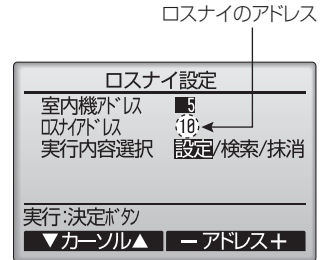 ロスナイのアドレス
ロスナイ設定
室内機ｱﾄﾞﾚｽ 5
ﾛｽﾅｲｱﾄﾞﾚｽ 10
実行内容選択 設定/検索/抹消
実行:決定ﾎﾞﾀﾝ
▼カーソル▲ －アドレス＋